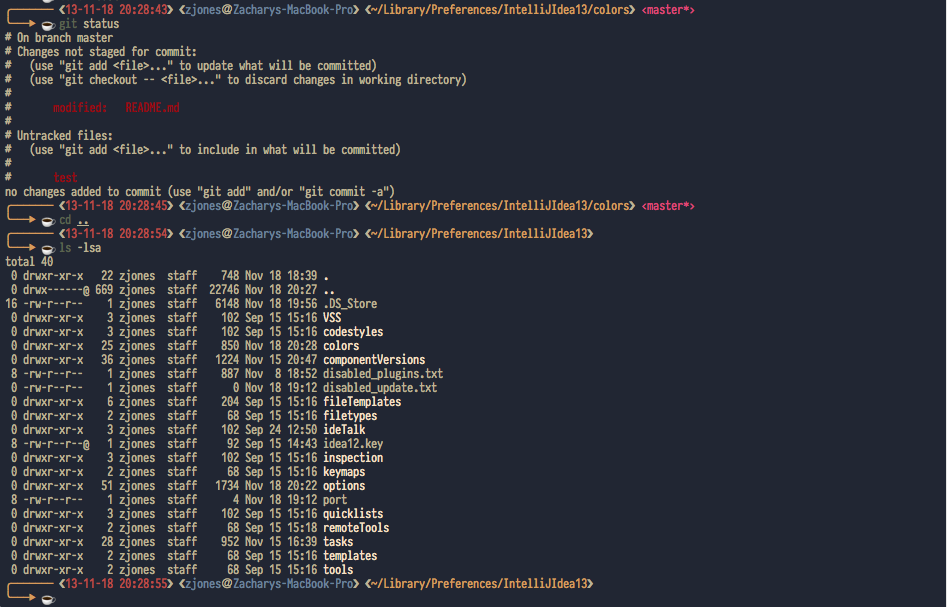 ❮13-11-18 20:28:43❯ ❮zjones@Zacharys-MacBook-Pro❯ ❮~/Library/Preferences/IntelliJIdea13/colors❯ <master*>
git status
# On branch master
# Changes not staged for commit:
#   (use "git add <file>..." to update what will be committed)
#   (use "git checkout -- <file>..." to discard changes in working directory)
#
#       modified:   README.md
#
# Untracked files:
#   (use "git add <file>..." to include in what will be committed)
#
#       test
no changes added to commit (use "git add" and/or "git commit -a")
❮13-11-18 20:28:45❯ ❮zjones@Zacharys-MacBook-Pro❯ ❮~/Library/Preferences/IntelliJIdea13/colors❯ <master*>
cd ..
❮13-11-18 20:28:54❯ ❮zjones@Zacharys-MacBook-Pro❯ ❮~/Library/Preferences/IntelliJIdea13❯
ls -lsa
total 40
 0 drwxr-xr-x   22 zjones  staff    748 Nov 18 18:39 .
 0 drwx------@ 669 zjones  staff  22746 Nov 18 20:27 ..
16 -rw-r--r--    1 zjones  staff   6148 Nov 18 19:56 .DS_Store
 0 drwxr-xr-x    3 zjones  staff    102 Sep 15 15:16 VSS
 0 drwxr-xr-x    3 zjones  staff    102 Sep 15 15:16 codestyles
 0 drwxr-xr-x   25 zjones  staff    850 Nov 18 20:28 colors
 0 drwxr-xr-x   36 zjones  staff   1224 Nov 15 20:47 componentVersions
 8 -rw-r--r--    1 zjones  staff    887 Nov  8 18:52 disabled_plugins.txt
 0 -rw-r--r--    1 zjones  staff      0 Nov 18 19:12 disabled_update.txt
 0 drwxr-xr-x    6 zjones  staff    204 Sep 15 15:16 fileTemplates
 0 drwxr-xr-x    2 zjones  staff     68 Sep 15 15:16 filetypes
 0 drwxr-xr-x    3 zjones  staff    102 Sep 24 12:50 ideTalk
 8 -rw-r--r--@   1 zjones  staff     92 Sep 15 14:43 idea12.key
 0 drwxr-xr-x    3 zjones  staff    102 Sep 15 15:16 inspection
 0 drwxr-xr-x    2 zjones  staff     68 Sep 15 15:16 keymaps
 0 drwxr-xr-x   51 zjones  staff   1734 Nov 18 20:22 options
 8 -rw-r--r--    1 zjones  staff      4 Nov 18 19:12 port
 0 drwxr-xr-x    3 zjones  staff    102 Sep 15 15:16 quicklists
 0 drwxr-xr-x    2 zjones  staff     68 Sep 15 15:18 remoteTools
 0 drwxr-xr-x   28 zjones  staff    952 Nov 15 16:39 tasks
 0 drwxr-xr-x    2 zjones  staff     68 Sep 15 15:16 templates
 0 drwxr-xr-x    2 zjones  staff     68 Sep 15 15:16 tools
❮13-11-18 20:28:55❯ ❮zjones@Zacharys-MacBook-Pro❯ ❮~/Library/Preferences/IntelliJIdea13❯